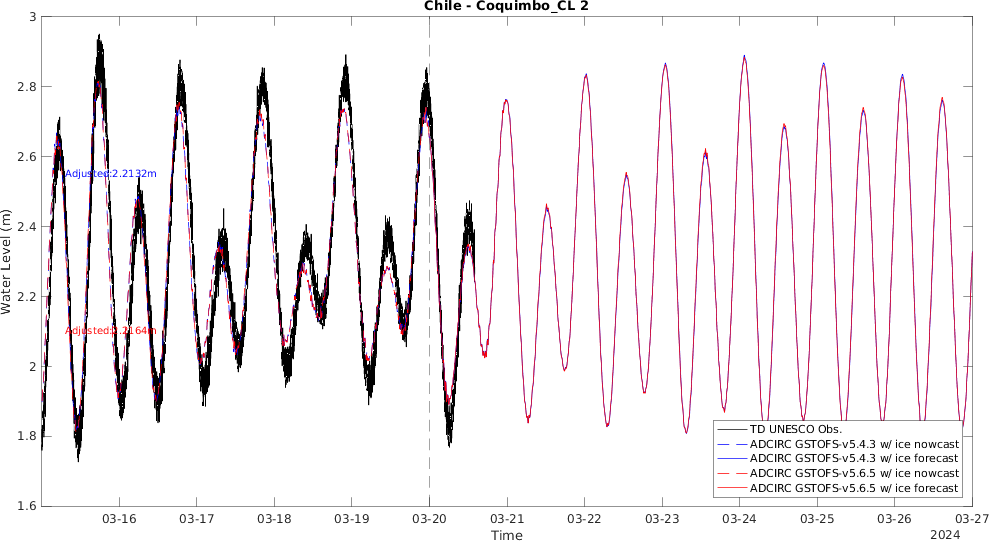 Chile - Coquimbo_CL 2
3
2.8
2.6
2.4
2.2
2
1.8
1.6
Water Level (m)
Adjusted:2.2132m
Adjusted:2.2164m
TD UNESCO Obs.
ADCIRC GSTOFS-v5.4.3 w/ ice nowcast
ADCIRC GSTOFS-v5.4.3 w/ ice forecast
ADCIRC GSTOFS-v5.6.5 w/ ice nowcast
ADCIRC GSTOFS-v5.6.5 w/ ice forecast
03-16 03-17 03-18 03-19 03-20 03-21 03-22 03-23 03-24 03-25 03-26 03-27
Time
2024